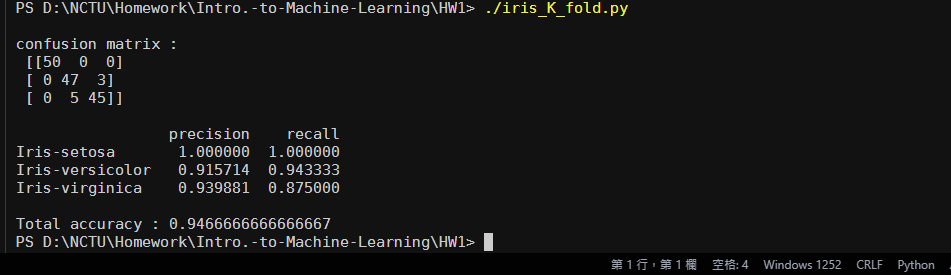 PS D:\NCTU\Homework\Intro.-to-Machine-Learning\HW1> ./iris_K_fold.py
confusion matrix :
[[50  0  0]
[ 0 47  3]
[ 0  5 45]]
precision    recall
Iris-setosa       1.000000  1.000000
Iris-versicolor   0.915714  0.943333
Iris-virginica    0.939881  0.875000
Total accuracy : 0.9466666666666667
PS D:\NCTU\Homework\Intro.-to-Machine-Learning\HW1>
第 1 行，第 1 欄    空格: 4    Windows 1252    CRLF    Python